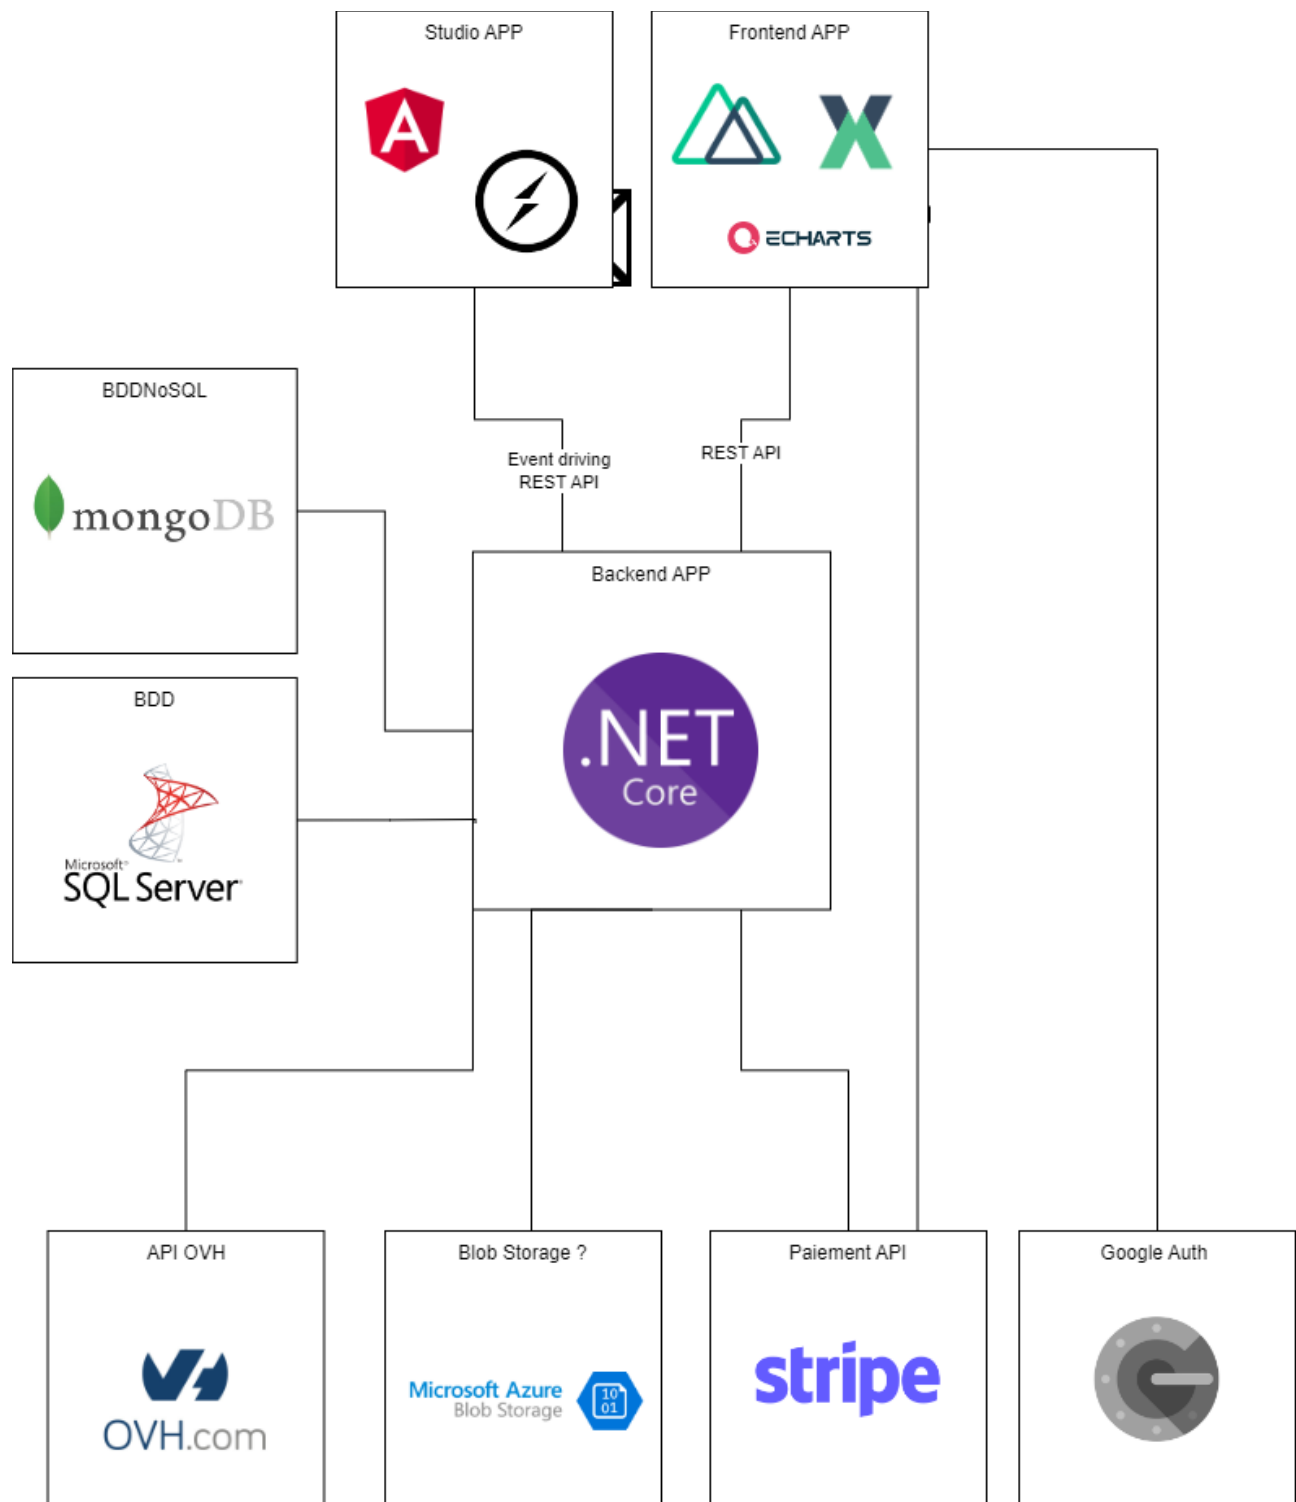 Studio APP
Frontend APP
A
ECHARTS
BDDNoSQL
mongoDB
Event driving
REST API
REST API
Backend APP
.NET
Core
BDD
Microsoft®
SQL Server®
API OVH
OVH.com
Blob Storage ?
Microsoft Azure
Blob Storage
10
01
Paiement API
stripe
Google Auth